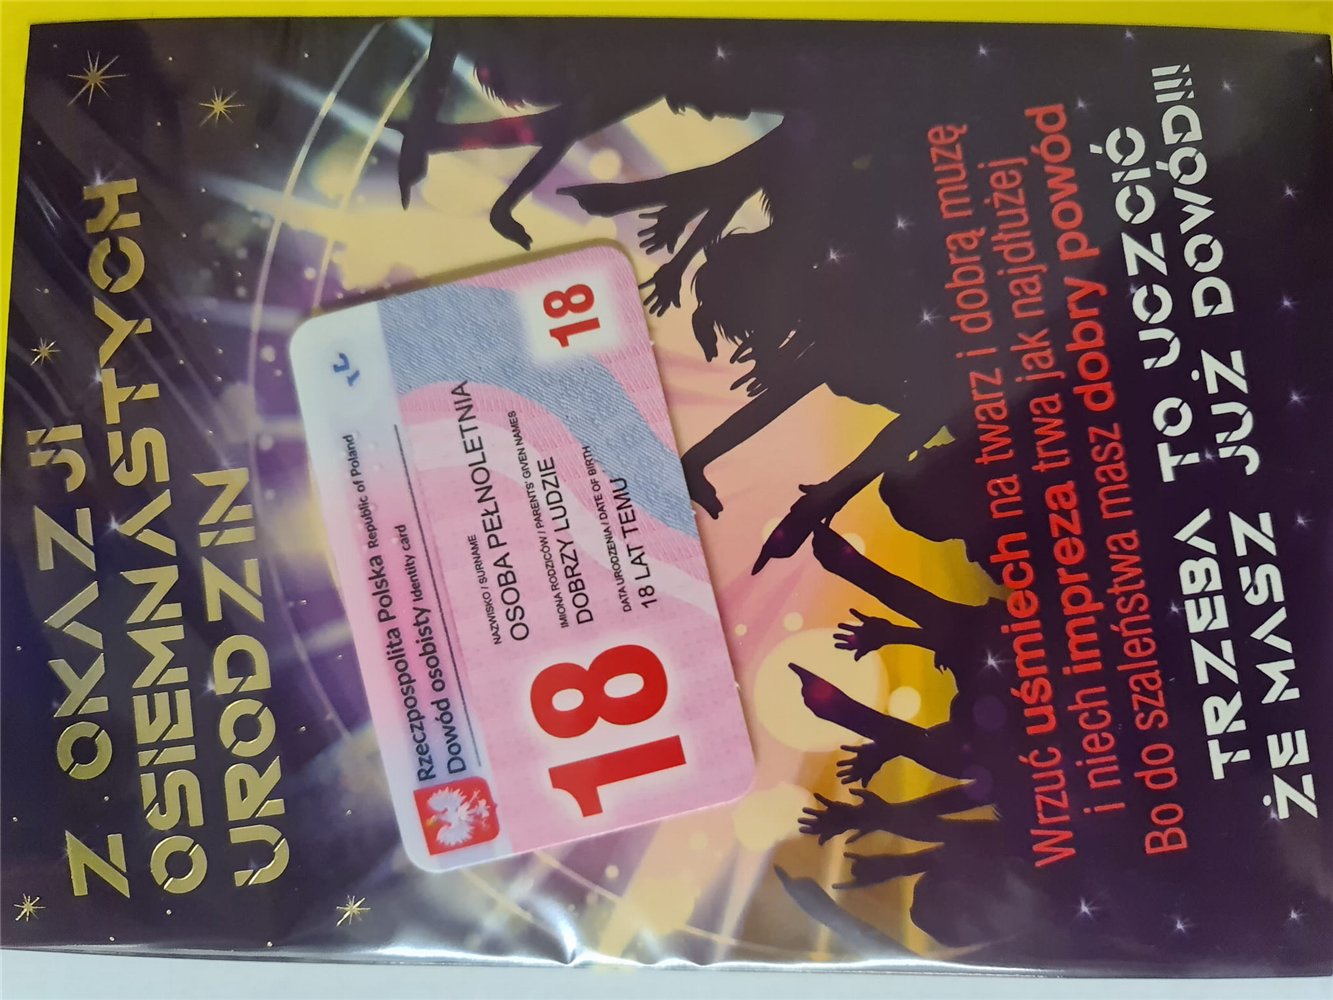 Z OKAZJI
OSIEMNASTYCH
URODZIN
Rzeczpospolita Polska Republic of Poland
Dowód osobisty Identity card
NAZWISKO / SURNAME
OSOBA PEŁNOLETNIA
IMIONA RODZICÓW / PARENTS' GIVEN NAMES
DOBRZY LUDZIE
DATA URODZENIA / DATE OF BIRTH
18 LAT TEMU
18
18
Wrzuć uśmiech na twarz i dobrą muzę
i niech impreza trwa jak najdłużej
Bo do szaleństwa masz dobry powód
TRZEBA TO UCZCIĆ
ŻE MASZ JUŻ DOWÓD!!!